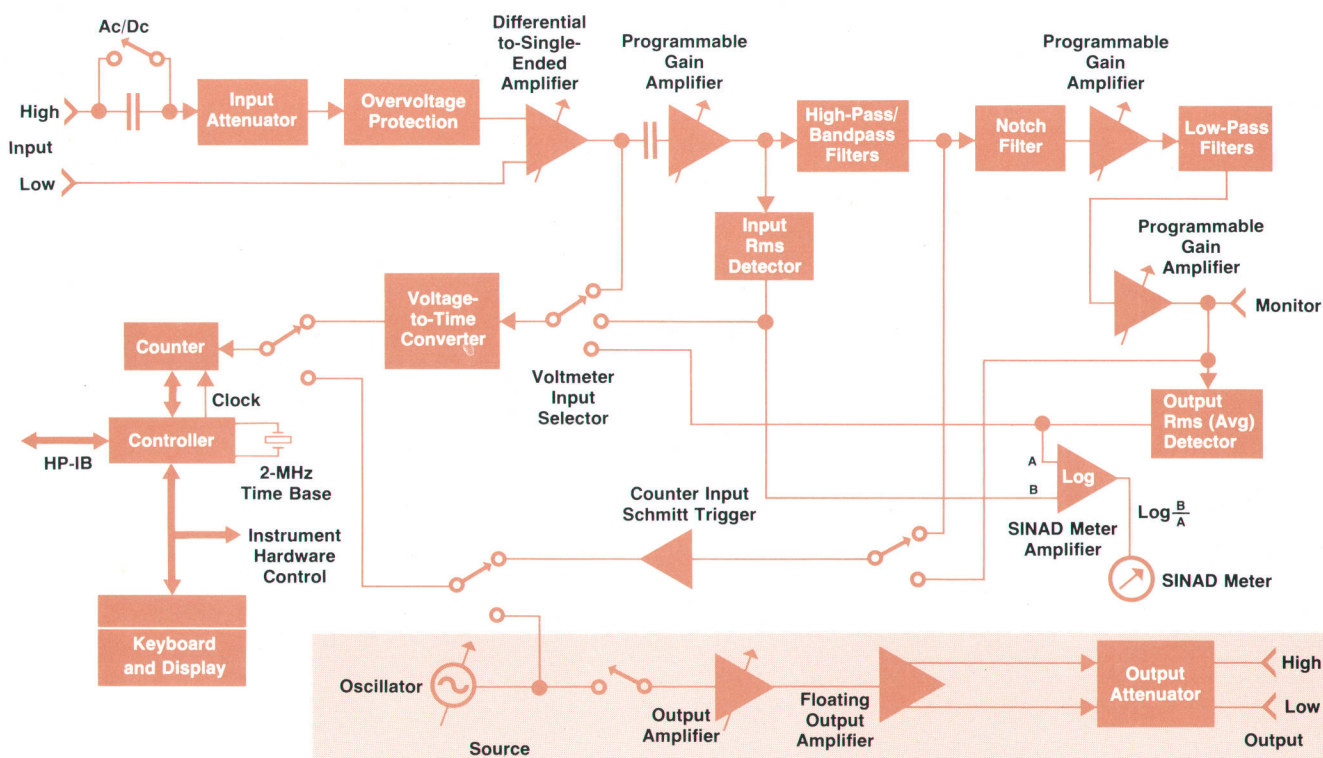 Ac/Dc
Differential
to-Single-
Ended
Amplifier
Programmable
Gain
Amplifier
Programmable
Gain
Amplifier
High
Input
Low
Input
Attenuator
Overvoltage
Protection
High-Pass/
Bandpass
Filters
Notch
Filter
Low-Pass
Filters
Input
Rms
Detector
Programmable
Gain
Amplifier
Monitor
Voltage-
to-Time
Converter
Counter
Clock
Voltmeter
Input
Selector
Output
Rms (Avg)
Detector
Controller
HP-IB
2-MHz
Time Base
A
B
Log
Log B/A
SINAD Meter
Amplifier
SINAD Meter
Counter Input
Schmitt Trigger
Instrument
Hardware
Control
Keyboard
and Display
Oscillator
Source
Output
Amplifier
Floating
Output
Amplifier
Output
Attenuator
High
Low
Output